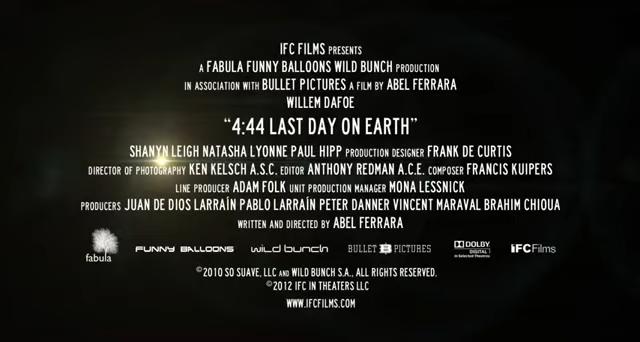 IFC FILMS PRESENTS
A FABULA FUNNY BALLOONS WILD BUNCH PRODUCTION
IN ASSOCIATION WITH BULLET PICTURES A FILM BY ABEL FERRARA
WILLEM DAFOE
"4:44 LAST DAY ON EARTH"
SHANYN LEIGH NATASHA LYONNE PAUL HIPP PRODUCTION DESIGNER FRANK DE CURTIS
DIRECTOR OF PHOTOGRAPHY KEN KELSCH A.S.C. EDITOR ANTHONY REDMAN A.C.E. COMPOSER FRANCIS KUIPERS
LINE PRODUCER ADAM FOLK UNIT PRODUCTION MANAGER MONA LESSNICK
PRODUCERS JUAN DE DIOS LARRAÍN PABLO LARRAÍN PETER DANNER VINCENT MARAVAL BRAHIM CHIOUA
WRITTEN AND DIRECTED BY ABEL FERRARA
fabula FUNNY BALLOONS wild bunch BULLET B PICTURES DOLBY DIGITAL In Selected Theatres IFC Films
©2010 SO SUAVE, LLC AND WILD BUNCH S.A., ALL RIGHTS RESERVED.
©2012 IFC IN THEATERS LLC
WWW.IFCFILMS.COM